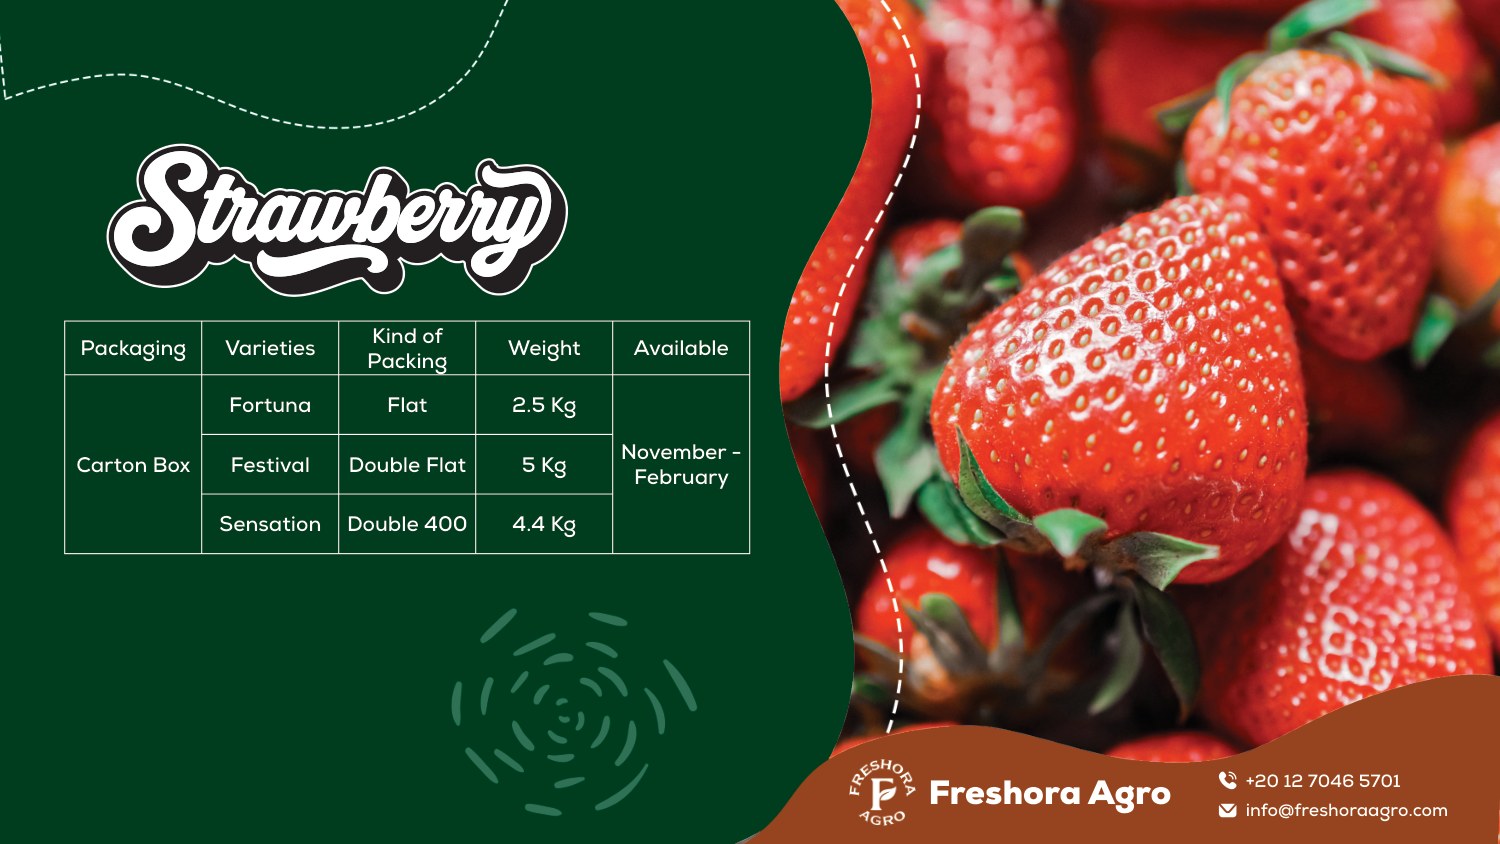 Strawberry
Packaging
Varieties
Kind of
Packing
Weight
Available
Carton Box
Fortuna
Flat
2.5 Kg
Festival
Double Flat
5 Kg
Sensation
Double 400
4.4 Kg
November -
February
FRESHORA
F
AGRO
Freshora Agro
+20 12 7046 5701
info@freshoraagro.com